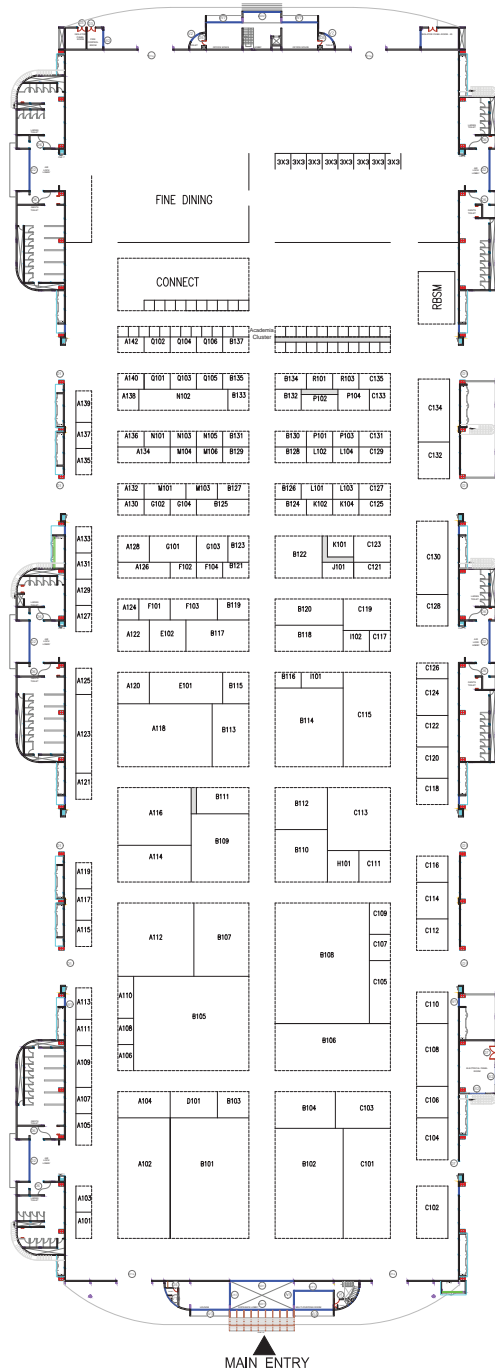 3X3 3X3 3X3 3X3 3X3 3X3 3X3 3X3
FINE DINING
CONNECT
RBSM
Academia
Cluster
A142 Q102 Q104 Q106 B137
A140 Q101 Q103 Q105 B135 B134 R101 R103 C135
A138 N102 B133 B132 P102 P104 C133
A139 C134
A137
A136 N101 N103 N105 B131 B130 P101 P103 C131
A134 M104 M106 B129 B128 L102 L104 C129
A135 C132
A132 M101 M103 B127 B126 L101 L103 C127
A130 G102 G104 B125 B124 K102 K104 C125
A133
A128 G101 G103 B123 B122 K101 C123
A131 C130
A126 F102 F104 B121 J101 C121
A129
A124 F101 F103 B119 B120 C119 C128
A127
A122 E102 B117 B118 I102 C117
C126
A125 A120 E101 B115 B116 I101
C124
A123 A118 B113 B114 C115 C122
C120
A121 C118
A116 B111 B112 C113
A114 B109 B110 H101 C111
A119 C116
A117 C114
A115 C112
A112 B107 B108 C109
C107
A110 B105 C105
A108
A106 B106
A113 C110
A111
A109 C108
A107 C106
A105 C104
A104 D101 B103 B104 C103
A102 B101 B102 C101
A103 C102
A101
MAIN ENTRY